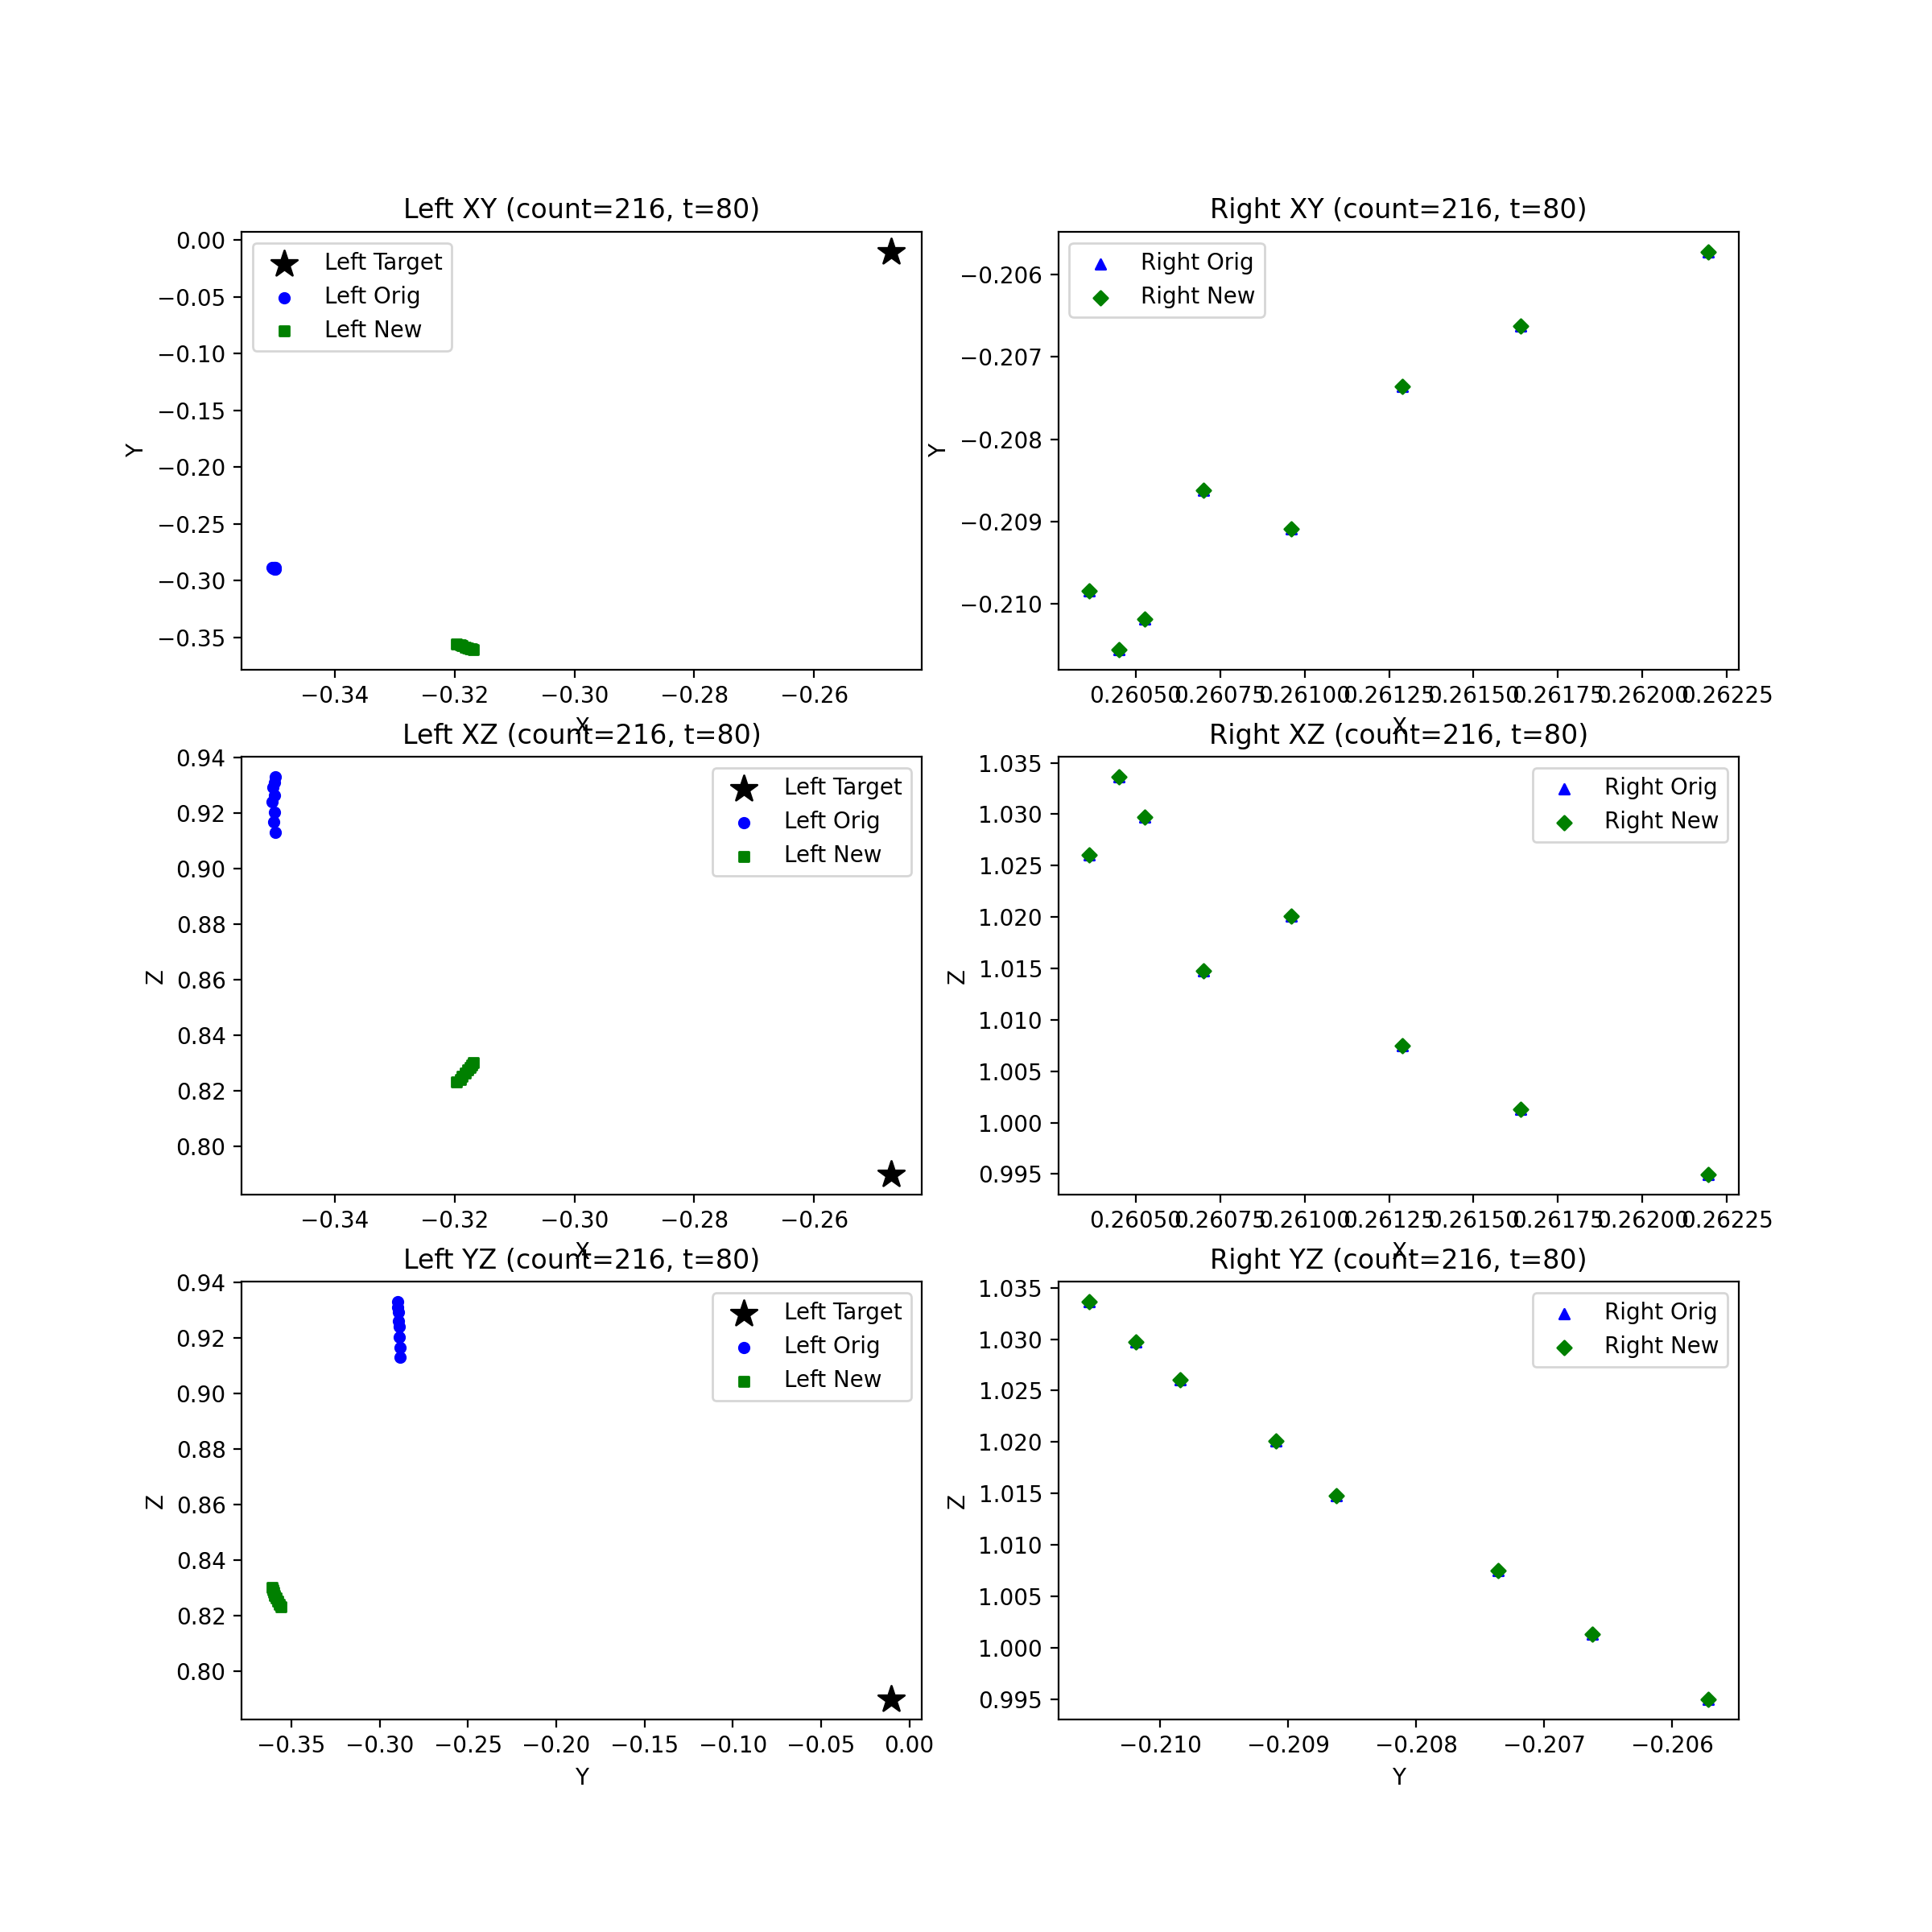 Left XY (count=216, t=80)
0.00
−0.05
−0.10
−0.15
−0.20
−0.25
−0.30
−0.35
Y
Left Target
Left Orig
Left New
−0.34 −0.32 −0.30 −0.28 −0.26
X
Right XY (count=216, t=80)
−0.206
−0.207
−0.208
−0.209
−0.210
Y
Right Orig
Right New
0.26050 0.26075 0.26100 0.26125 0.26150 0.26175 0.26200 0.26225
X
Left XZ (count=216, t=80)
0.94
0.92
0.90
0.88
0.86
0.84
0.82
0.80
Z
Left Target
Left Orig
Left New
−0.34 −0.32 −0.30 −0.28 −0.26
X
Right XZ (count=216, t=80)
1.035
1.030
1.025
1.020
1.015
1.010
1.005
1.000
0.995
Z
Right Orig
Right New
0.26050 0.26075 0.26100 0.26125 0.26150 0.26175 0.26200 0.26225
X
Left YZ (count=216, t=80)
0.94
0.92
0.90
0.88
0.86
0.84
0.82
0.80
Z
Left Target
Left Orig
Left New
−0.35 −0.30 −0.25 −0.20 −0.15 −0.10 −0.05 0.00
Y
Right YZ (count=216, t=80)
1.035
1.030
1.025
1.020
1.015
1.010
1.005
1.000
0.995
Z
Right Orig
Right New
−0.210 −0.209 −0.208 −0.207 −0.206
Y